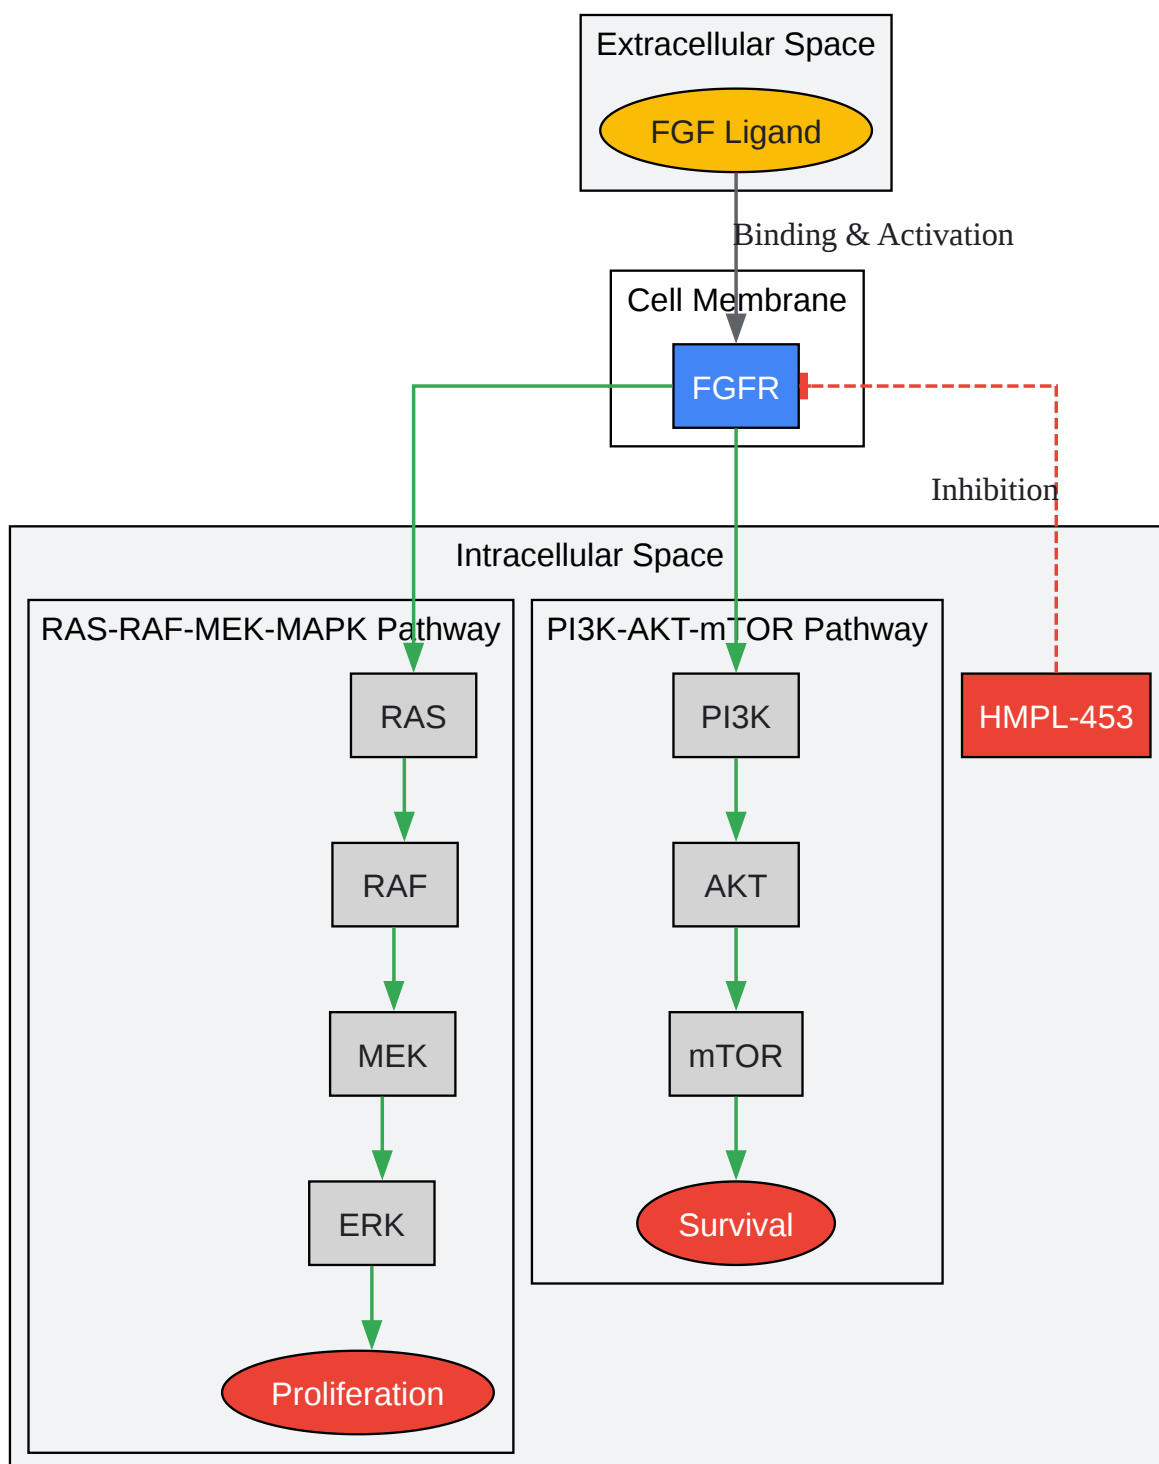 Extracellular Space
FGF Ligand
Binding & Activation
Cell Membrane
FGFR
Inhibition
Intracellular Space
RAS-RAF-MEK-MAPK Pathway
PI3K-AKT-mTOR Pathway
RAS
PI3K
HMPL-453
RAF
AKT
MEK
mTOR
ERK
Survival
Proliferation